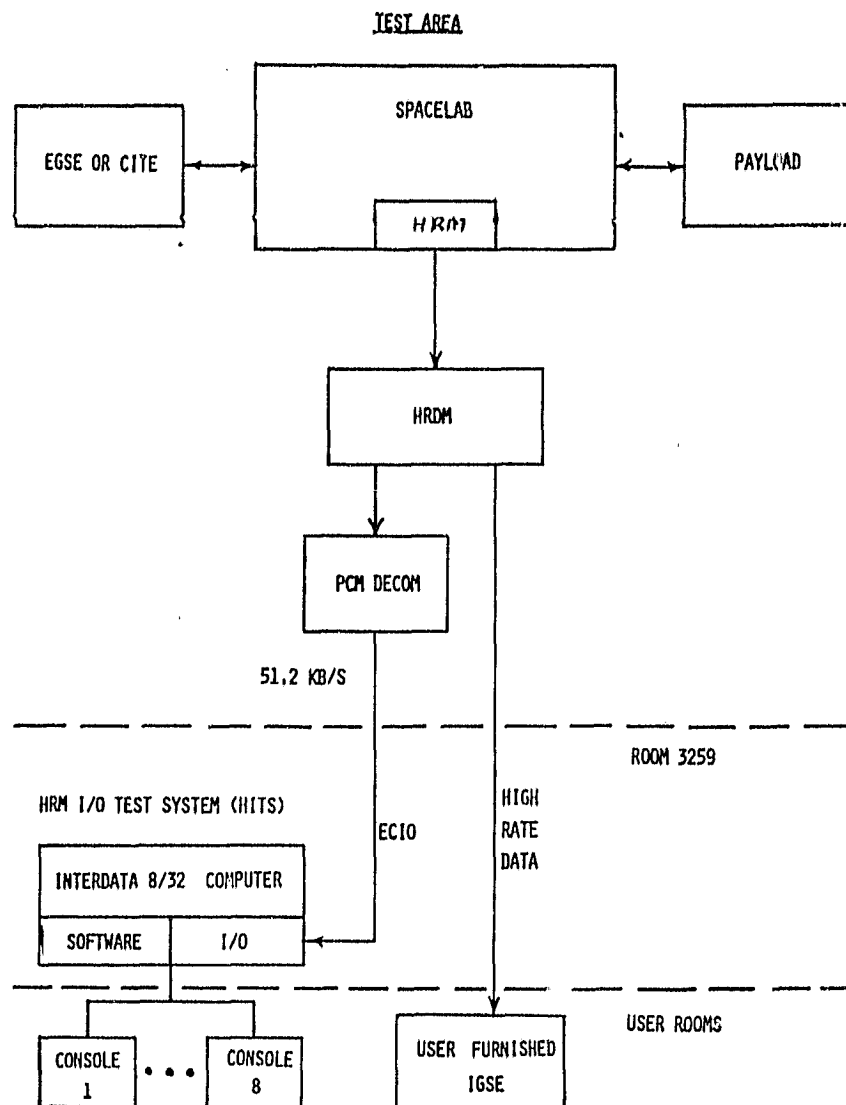 TEST AREA
SPACELAB
EGSE OR CITE
PAYLOAD
HRM
HRDM
PCM DECOM
51.2 KB/S
ROOM 3259
HRM I/O TEST SYSTEM (HITS)
HIGH
RATE
DATA
ECIO
INTERDATA 8/32 COMPUTER
SOFTWARE
I/O
USER ROOMS
CONSOLE
1
CONSOLE
8
USER FURNISHED
IGSE